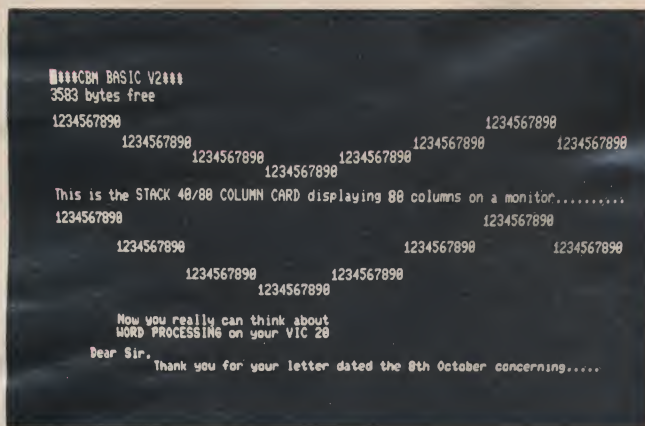 ***CBM BASIC V2***
3583 bytes free
1234567890 1234567890
1234567890 1234567890 1234567890
1234567890 1234567890
1234567890
This is the STACK 40/80 COLUMN CARD displaying 80 columns on a monitor..........
1234567890 1234567890
1234567890 1234567890 1234567890
1234567890 1234567890
1234567890
Now you really can think about
WORD PROCESSING on your VIC 20
Dear Sir,
Thank you for your letter dated the 8th October concerning.....